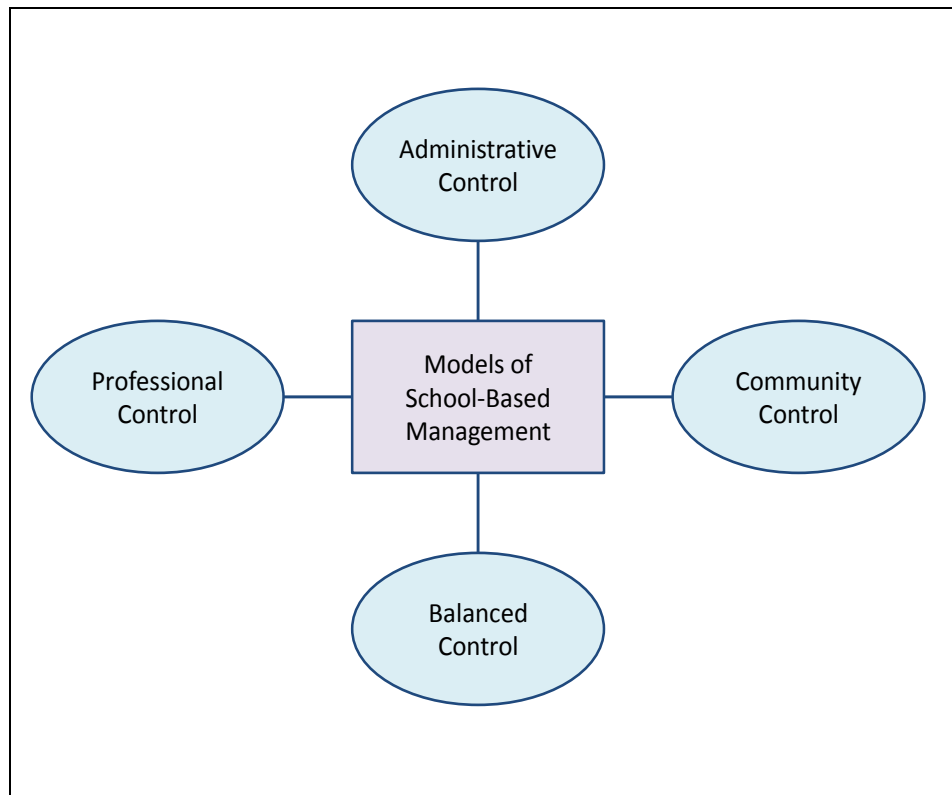 Administrative
Control
Professional
Control
Models of
School-Based
Management
Community
Control
Balanced
Control